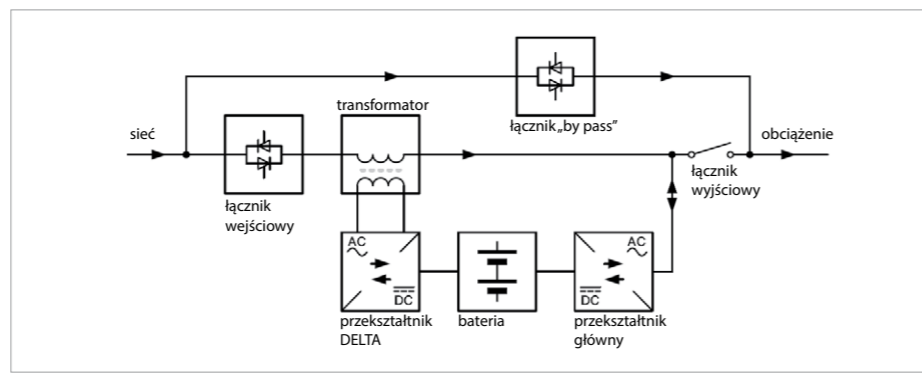 transformator
łącznik „by pass”
sieć
obciążenie
łącznik
wejściowy
łącznik
wyjściowy
AC
DC
AC
DC
przekształtnik
DELTA
bateria
przekształtnik
główny